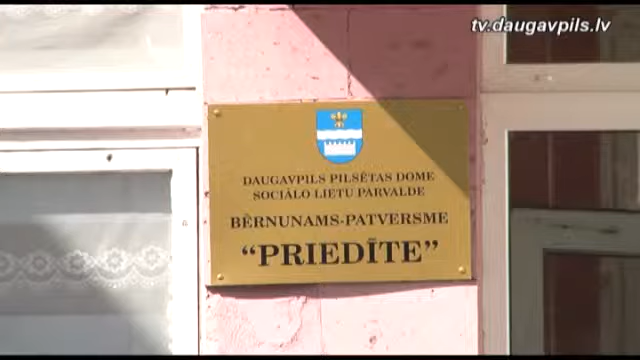 tv.daugavpils.lv
DAUGAVPILS PILSĒTAS DOME
SOCIĀLO LIETU PĀRVALDE
BĒRNUNAMS-PATVERSME
“PRIEDĪTE”